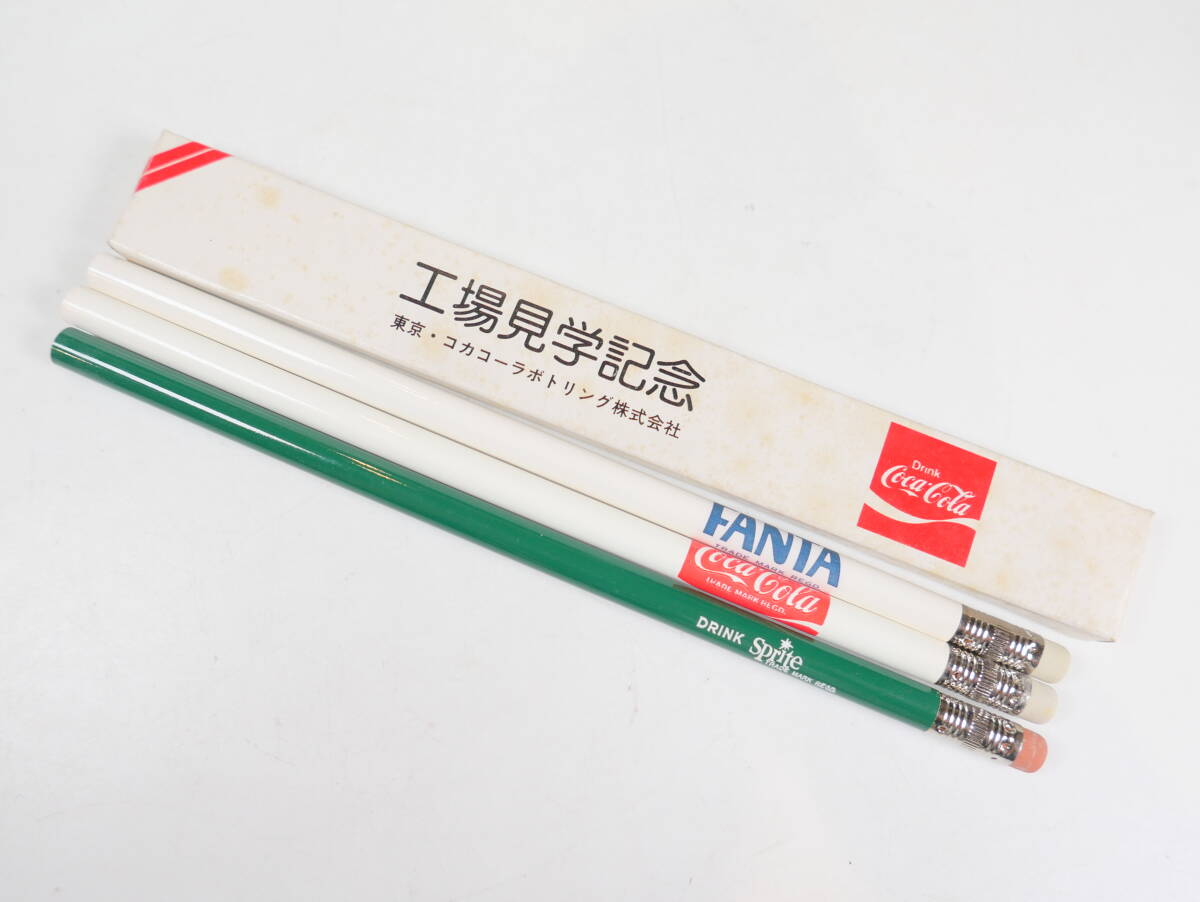 工場見学記念
東京・コカコーラボトリング株式会社
Drink
Coca-Cola
FANTA
TRADE MARK REGD.
Coca-Cola
TRADE MARK REGD.
DRINK Sprite
TRADE MARK REGD.